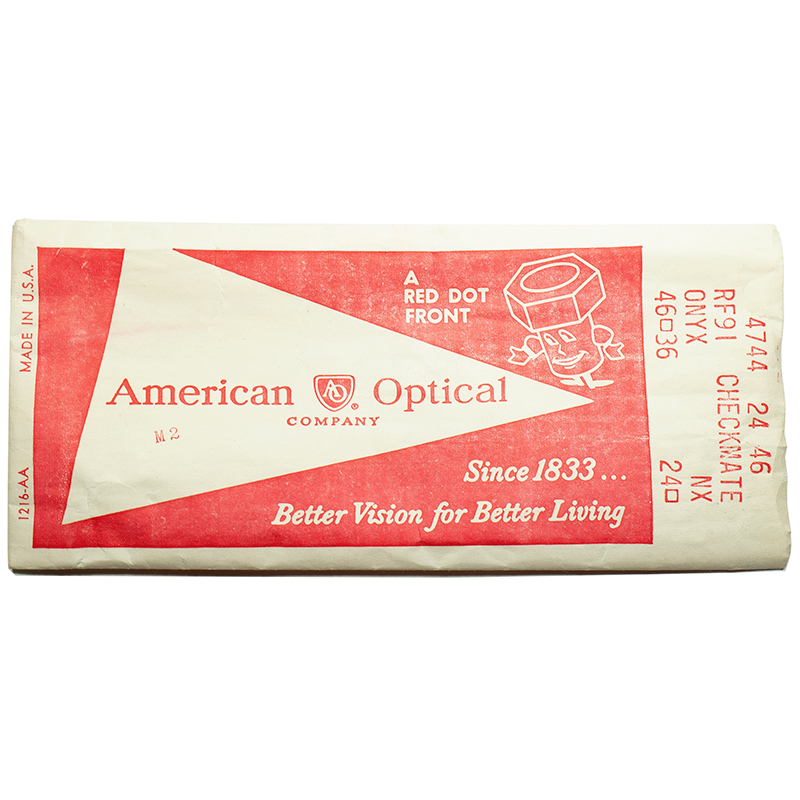 MADE IN U.S.A.
1216-AA
A
RED DOT
FRONT
American AO ® Optical
COMPANY
M2
Since 1833...
Better Vision for Better Living
4744 24 46
RF91 CHECKMATE
ONYX NX
46□36 24□